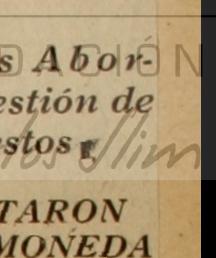 s Abor-
estión de
estos y
TARON
MONEDA